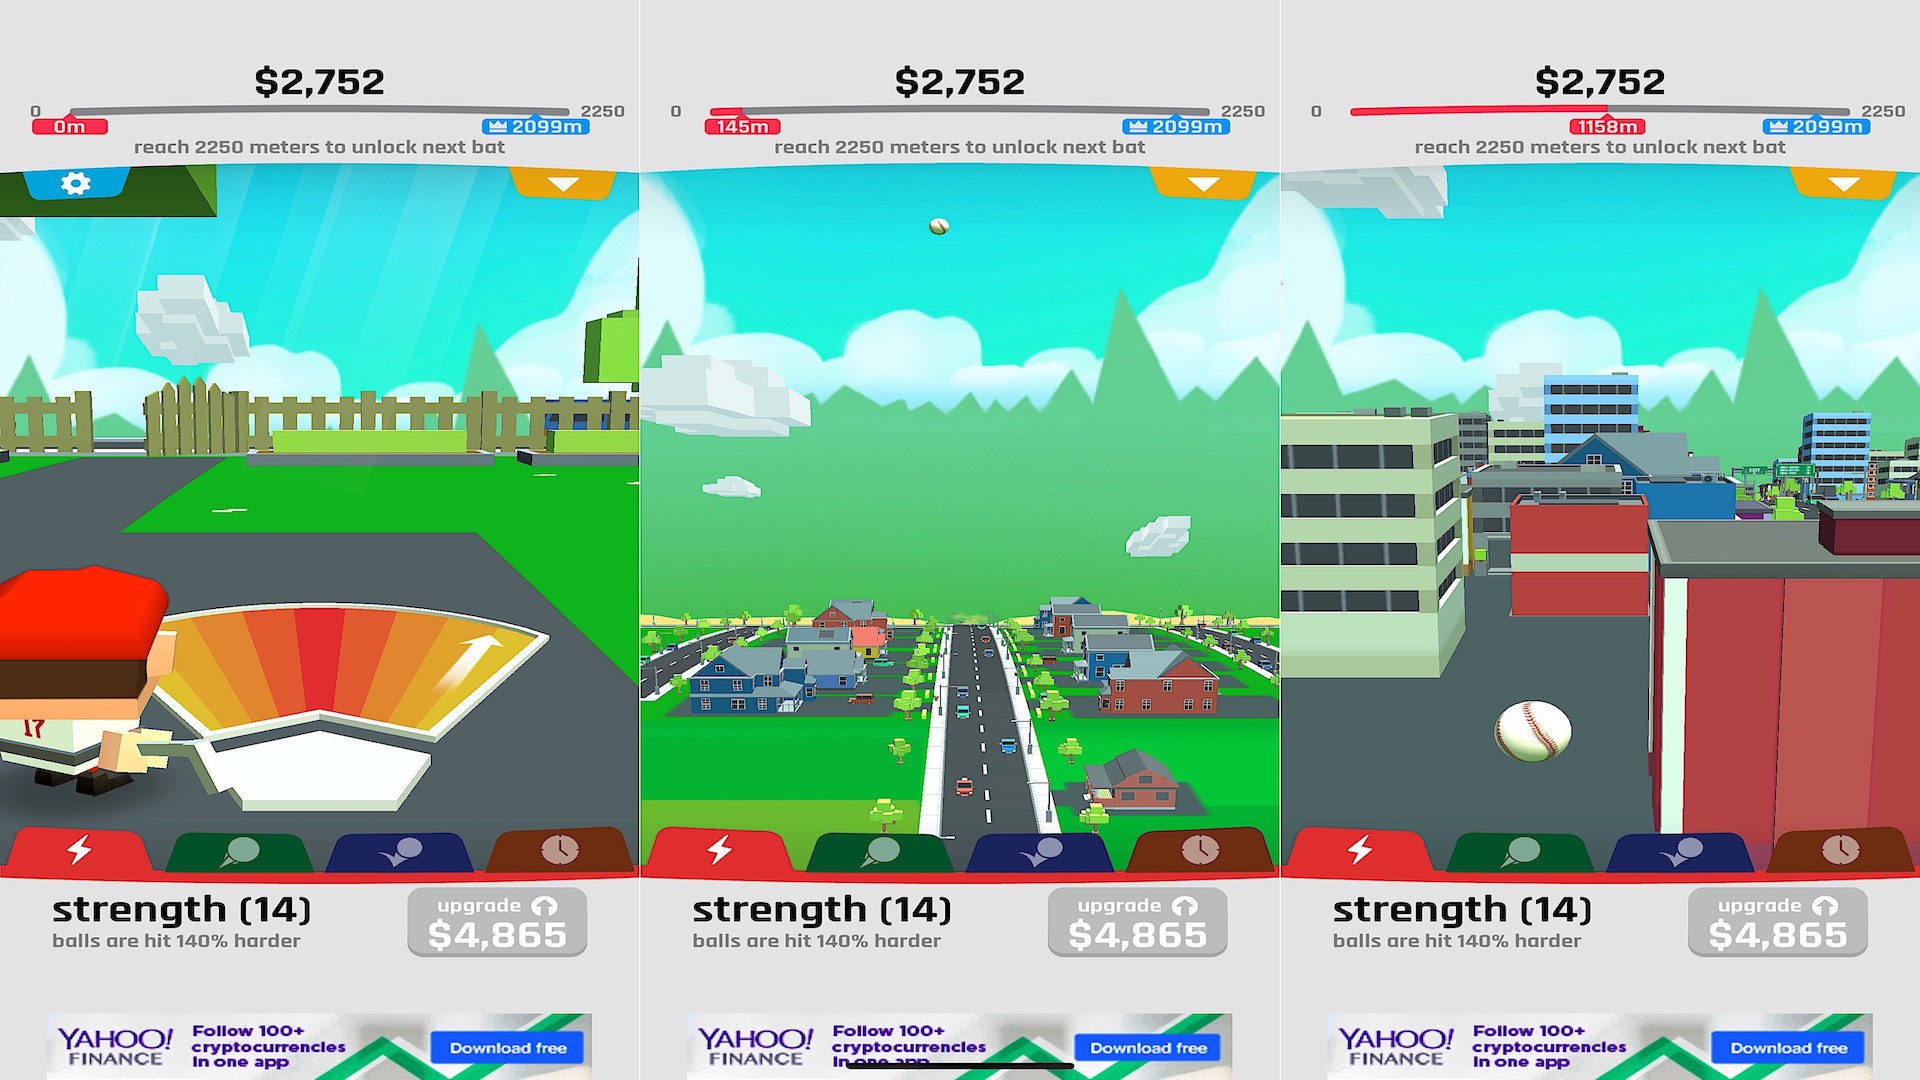 $2,752
0
2250
0m
2099m
reach 2250 meters to unlock next bat
17
strength (14)
balls are hit 140% harder
upgrade
$4,865
YAHOO!
FINANCE
Follow 100+
cryptocurrencies
in one app
Download free
$2,752
0
2250
145m
2099m
reach 2250 meters to unlock next bat
strength (14)
balls are hit 140% harder
upgrade
$4,865
YAHOO!
FINANCE
Follow 100+
cryptocurrencies
in one app
Download free
$2,752
0
2250
1158m
2099m
reach 2250 meters to unlock next bat
strength (14)
balls are hit 140% harder
upgrade
$4,865
YAHOO!
FINANCE
Follow 100+
cryptocurrencies
in one app
Download free